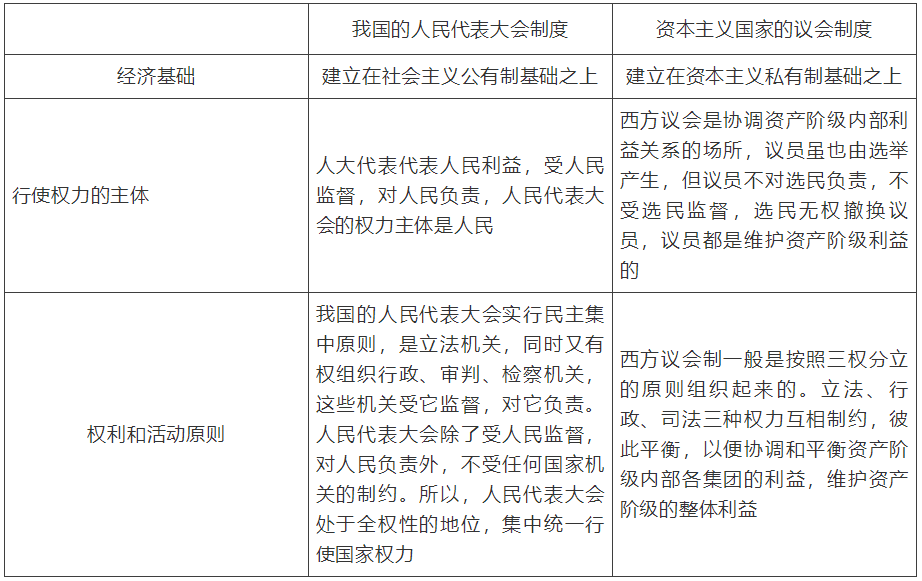 我国的人民代表大会制度
资本主义国家的议会制度
经济基础
建立在社会主义公有制基础之上
建立在资本主义私有制基础之上
行使权力的主体
人大代表代表人民利益，受人民
监督，对人民负责，人民代表大
会的权力主体是人民
西方议会是协调资产阶级内部利
益关系的场所，议员虽也由选举
产生，但议员不对选民负责，不
受选民监督，选民无权撤换议
员，议员都是维护资产阶级利益
的
权利和活动原则
我国的人民代表大会实行民主集
中原则，是立法机关，同时又有
权组织行政、审判、检察机关，
这些机关受它监督，对它负责。
人民代表大会除了受人民监督，
对人民负责外，不受任何国家机
关的制约。所以，人民代表大会
处于全权性的地位，集中统一行
使国家权力
西方议会制一般是按照三权分立
的原则组织起来的。立法、行
政、司法三种权力互相制约，彼
此平衡，以便协调和平衡资产阶
级内部各集团的利益，维护资产
阶级的整体利益